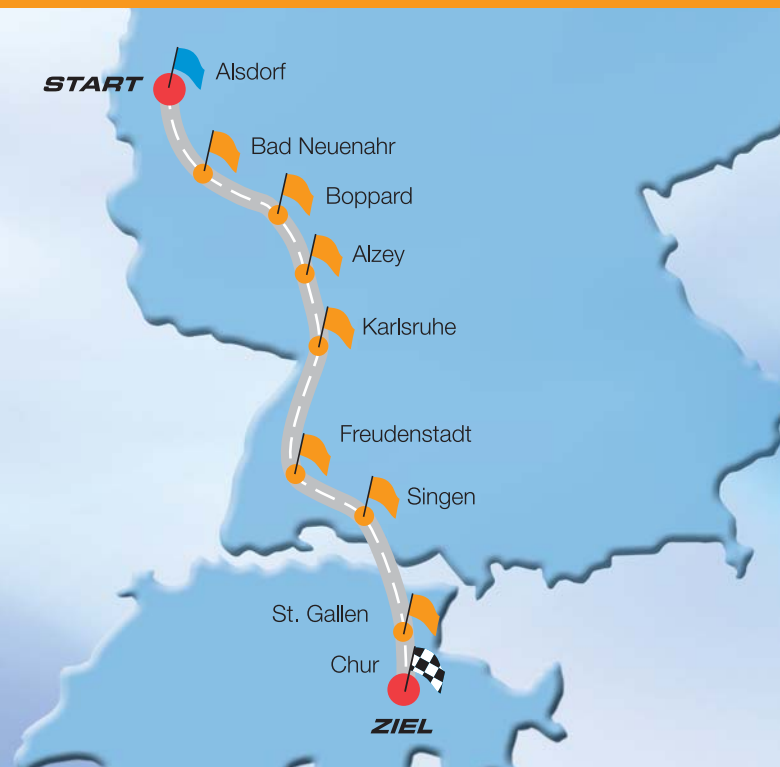 START
Alsdorf
Bad Neuenahr
Boppard
Alzey
Karlsruhe
Freudenstadt
Singen
St. Gallen
Chur
ZIEL